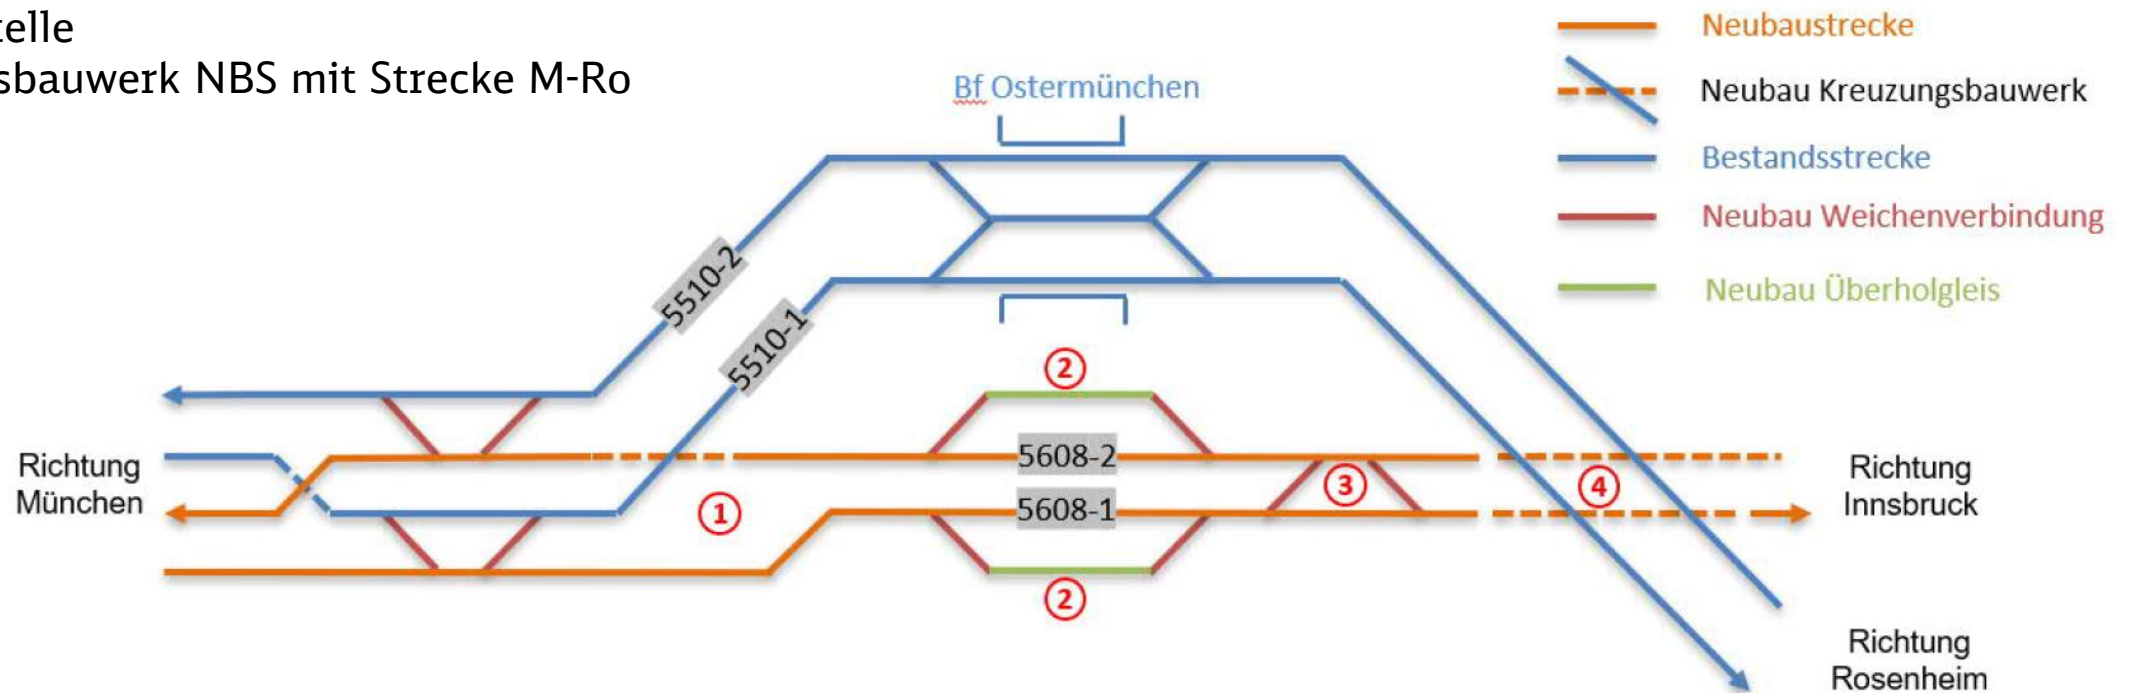 telle
sbauwerk NBS mit Strecke M-Ro
Bf Ostermünchen
Neubaustrecke
Neubau Kreuzungsbauwerk
Bestandsstrecke
Neubau Weichenverbindung
Neubau Überholgleis
5510-2
5510-1
2
Richtung
München
5608-2
5608-1
1
3
4
2
Richtung
Innsbruck
Richtung
Rosenheim